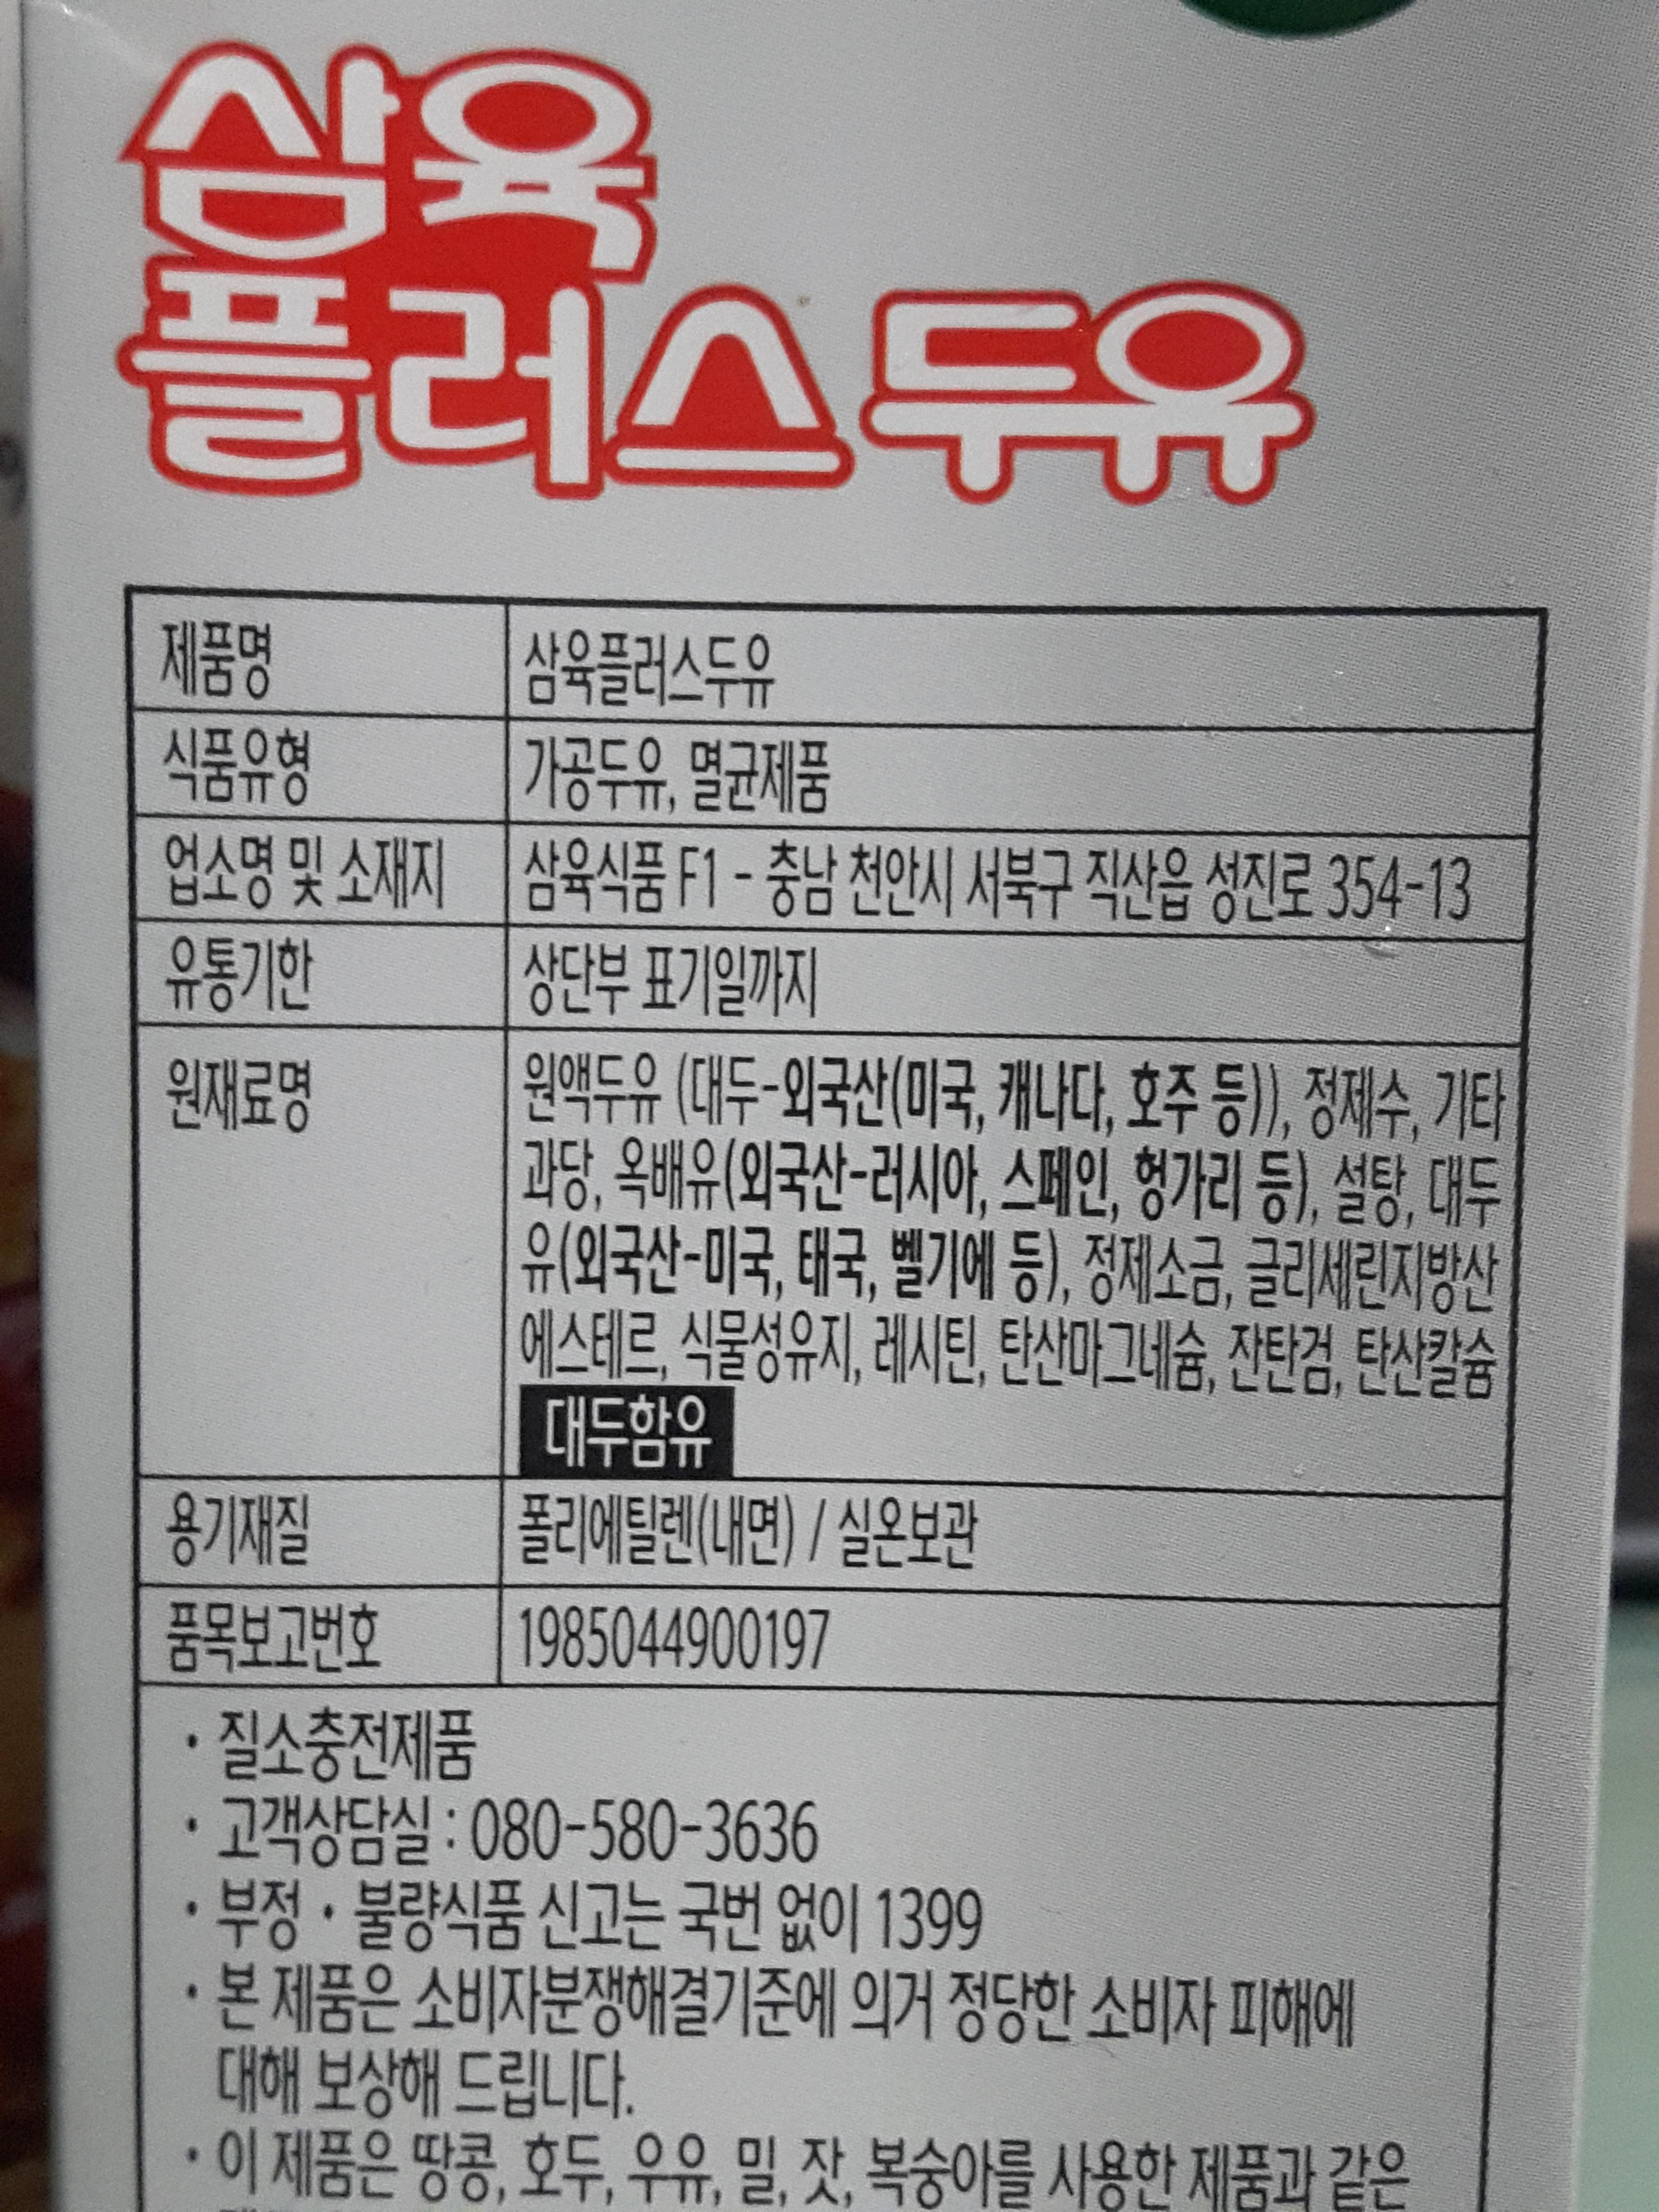 삼육
플러스 두유
제품명 삼육플러스두유
식품유형 가공두유, 멸균제품
업소명 및 소재지 삼육식품 F1 - 충남 천안시 서북구 직산읍 성진로 354-13
유통기한 상단부 표기일까지
원재료명 원액두유 (대두-외국산(미국, 캐나다, 호주 등)), 정제수, 기타
과당, 옥배유(외국산-러시아, 스페인, 헝가리 등), 설탕, 대두
유(외국산-미국, 태국, 벨기에 등), 정제소금, 글리세린지방산
에스테르, 식물성유지, 레시틴, 탄산마그네슘, 잔탄검, 탄산칼슘
대두함유
용기재질 폴리에틸렌(내면) / 실온보관
품목보고번호 1985044900197
· 질소충전제품
· 고객상담실 : 080-580-3636
· 부정 · 불량식품 신고는 국번 없이 1399
· 본 제품은 소비자분쟁해결기준에 의거 정당한 소비자 피해에
대해 보상해 드립니다.
· 이 제품은 땅콩, 호두, 우유, 밀, 잣, 복숭아를 사용한 제품과 같은